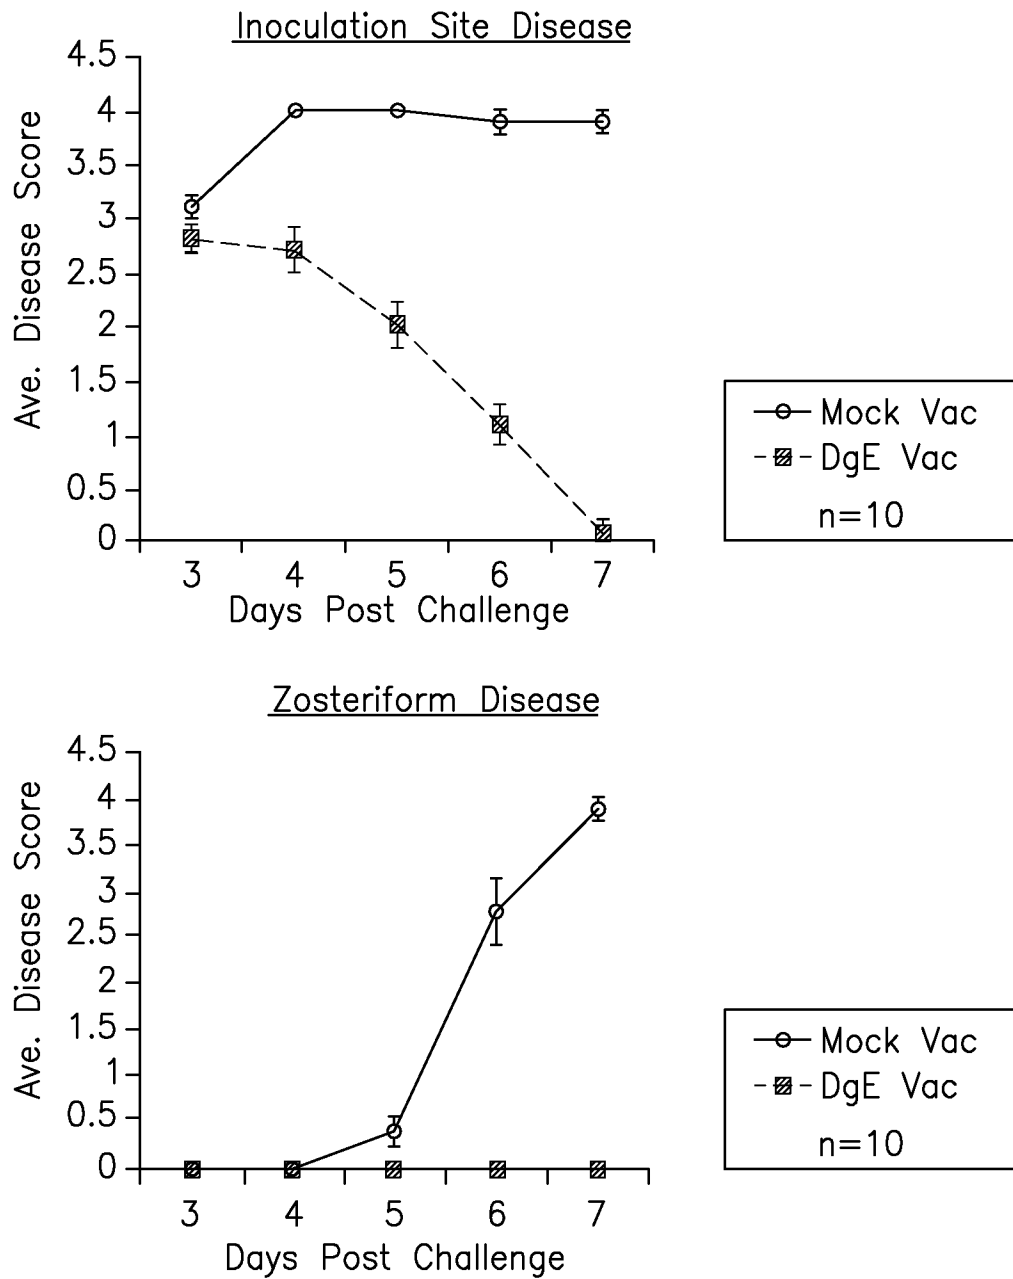 Inoculation Site Disease
4.5
4
3.5
3
2.5
2
1.5
1
0.5
0
Ave. Disease Score
3 4 5 6 7
Days Post Challenge
Mock Vac
DgE Vac
n=10
Zosteriform Disease
4.5
4
3.5
3
2.5
2
1.5
1
0.5
0
Ave. Disease Score
3 4 5 6 7
Days Post Challenge
Mock Vac
DgE Vac
n=10